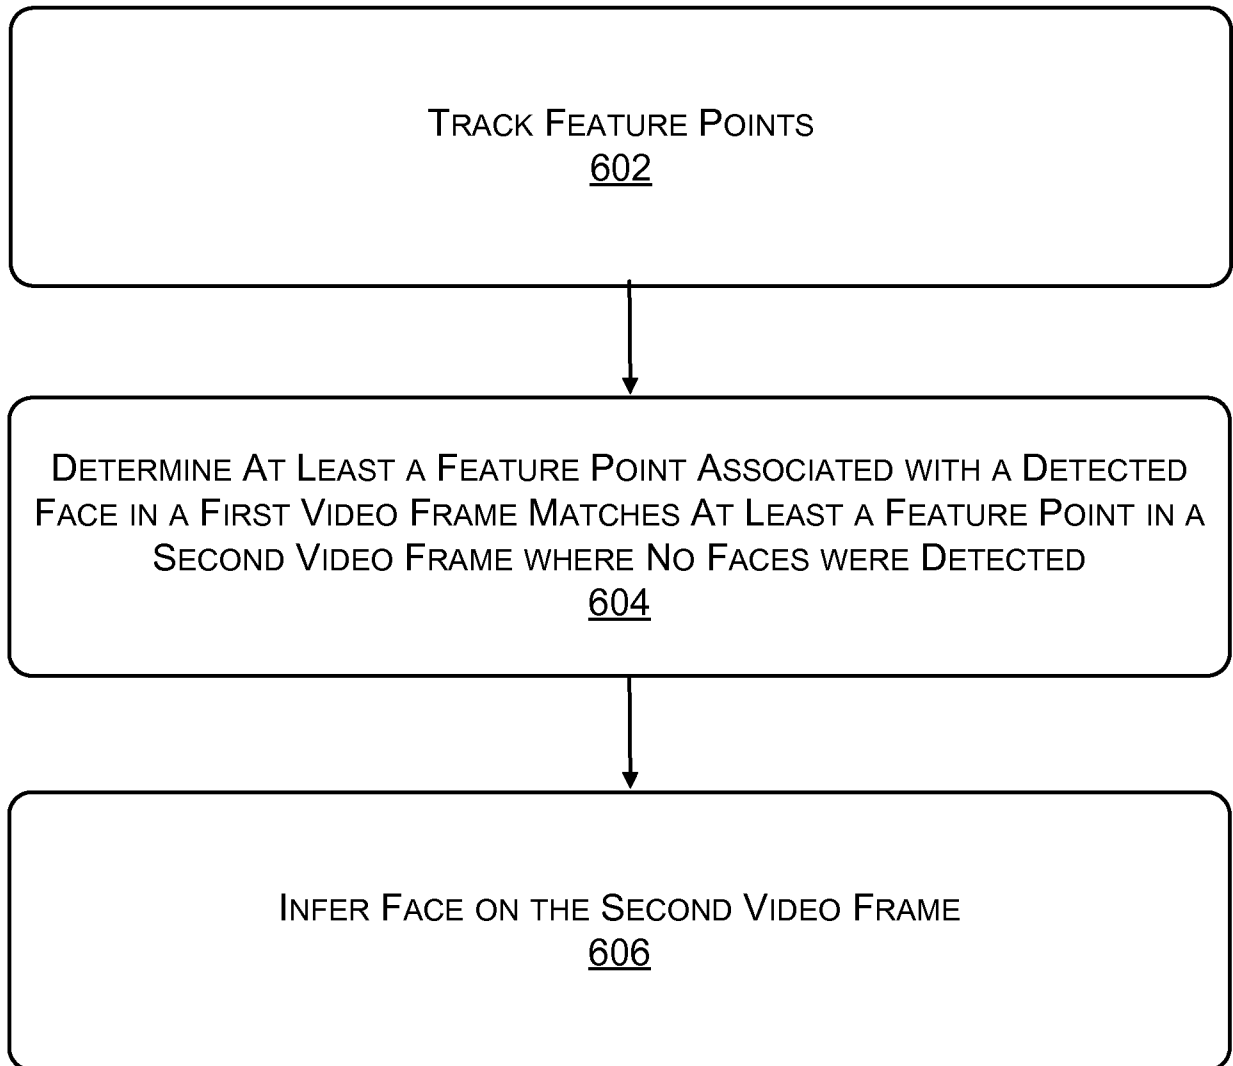 TRACK FEATURE POINTS
602
DETERMINE AT LEAST A FEATURE POINT ASSOCIATED WITH A DETECTED
FACE IN A FIRST VIDEO FRAME MATCHES AT LEAST A FEATURE POINT IN A
SECOND VIDEO FRAME WHERE NO FACES WERE DETECTED
604
INFER FACE ON THE SECOND VIDEO FRAME
606